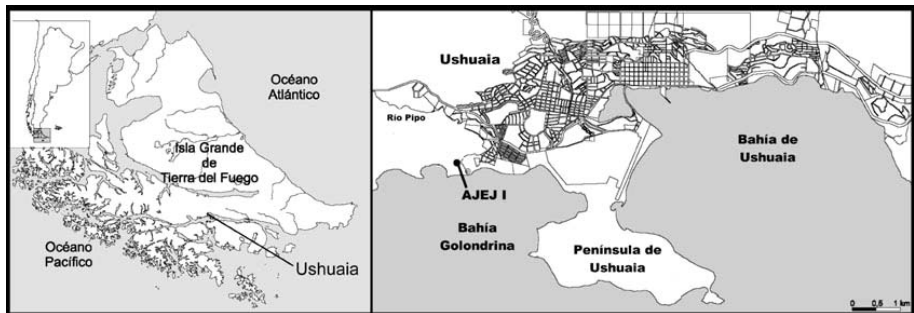 Océano
Atlántico
Isla Grande
de
Tierra del Fuego
Océano
Pacífico
Ushuaia
Ushuaia
Río Pipo
AJEJ I
Bahía
Golondrina
Bahía de
Ushuaia
Península de
Ushuaia
0 0,5 1 km